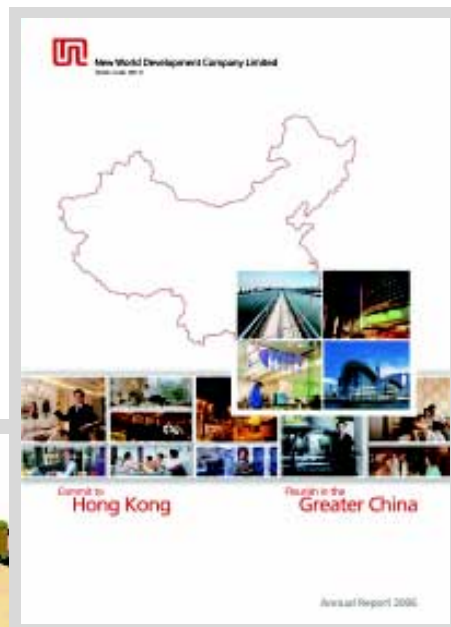 New World Development Company Limited
Commit to
Hong Kong
Flourish in the
Greater China
Annual Report 2006